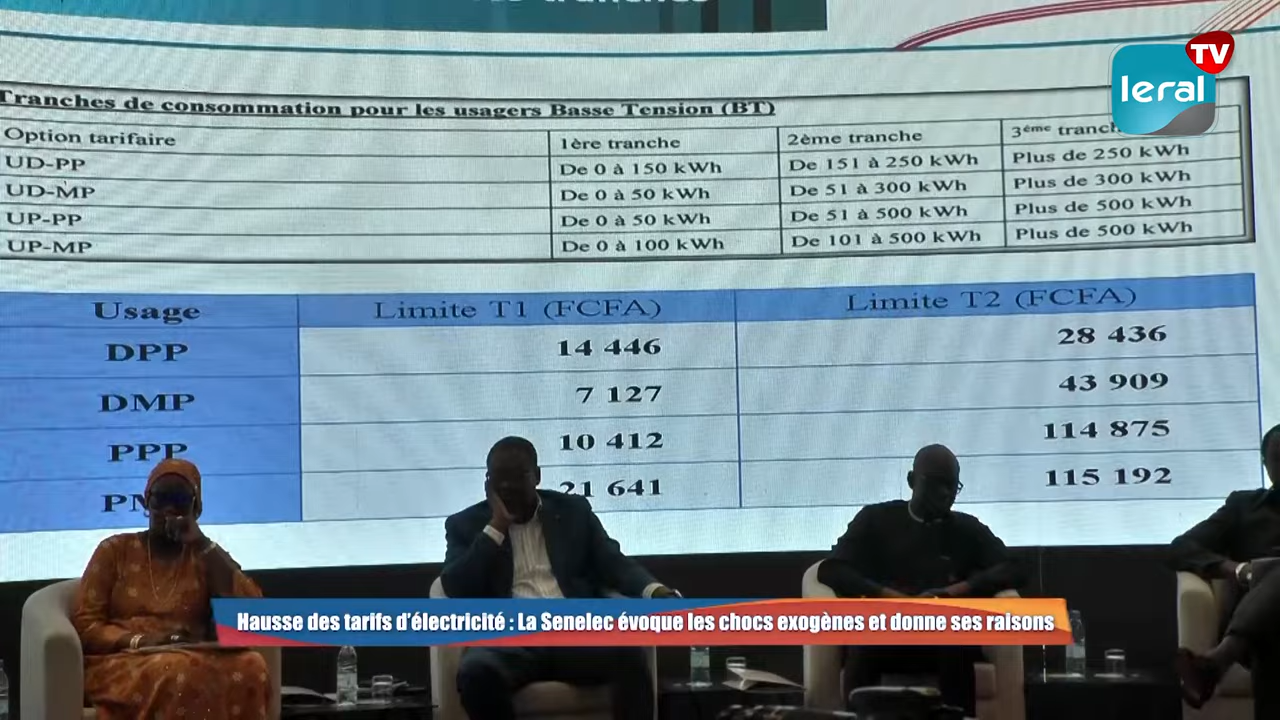 leral TV
Tranches de consommation pour les usagers Basse Tension (BT)
Option tarifaire 1ère tranche 2ème tranche 3ème
UD-PP De 0 à 150 kWh De 151 à 250 kWh Plus de 250 kWh
UD-MP De 0 à 50 kWh De 51 à 300 kWh Plus de 300 kWh
UP-PP De 0 à 50 kWh De 51 à 500 kWh Plus de 500 kWh
UP-MP De 0 à 100 kWh De 101 à 500 kWh Plus de 500 kWh
Usage Limite T1 (FCFA) Limite T2 (FCFA)
DPP 14 446 28 436
DMP 7 127 43 909
PPP 10 412 114 875
21 641 115 192
Hausse des tarifs d'électricité : La Senelec évoque les chocs exogènes et donne ses raisons